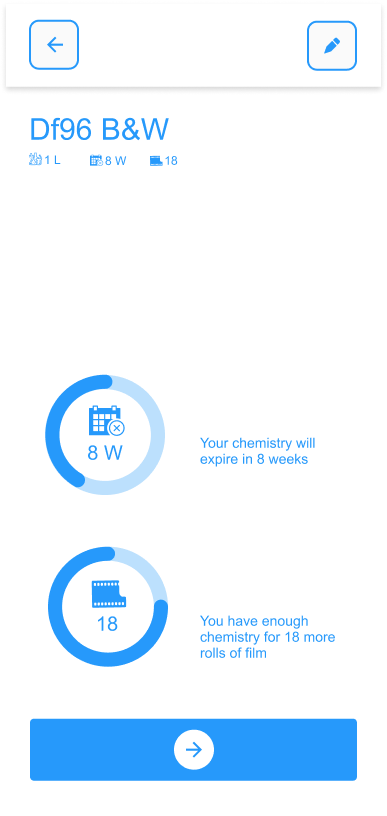 Df96 B&W
1 L 8 W 18
8 W
Your chemistry will
expire in 8 weeks
18
You have enough
chemistry for 18 more
rolls of film